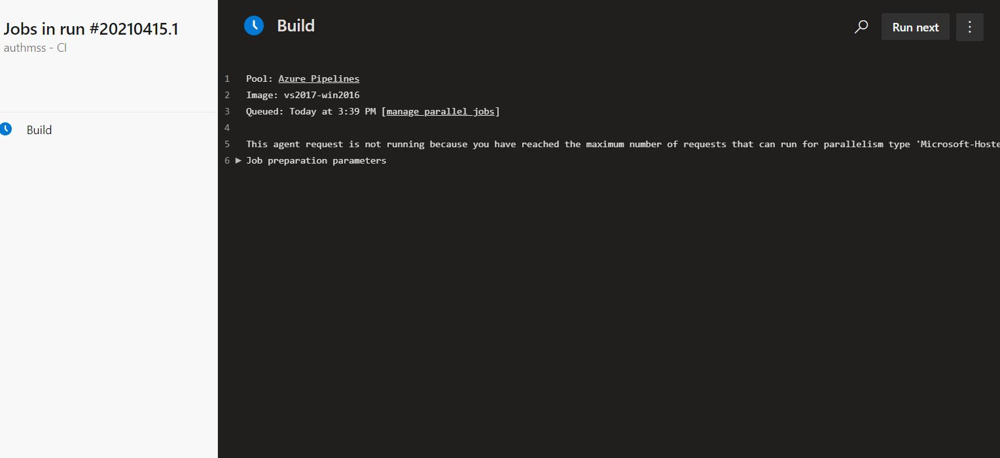 Jobs in run #20210415.1
authmss - CI
Build
Build
Run next
1 Pool: Azure Pipelines
2 Image: vs2017-win2016
3 Queued: Today at 3:39 PM [manage parallel jobs]
4
5 This agent request is not running because you have reached the maximum number of requests that can run for parallelism type 'Microsoft-Hoste
6 Job preparation parameters